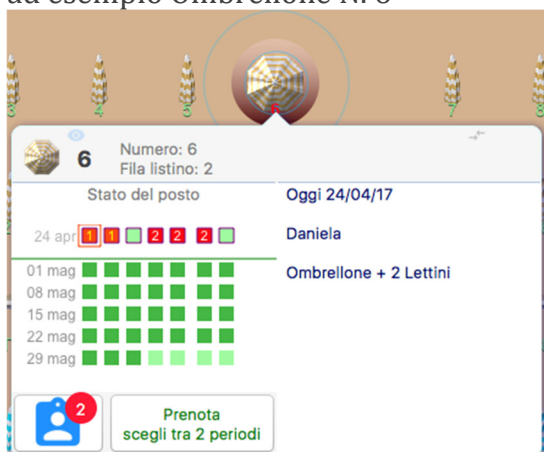 ad esempio Ombrellone N. 6
3 4 5 6 7 8
6
Numero: 6
Fila listino: 2
Stato del posto
Oggi 24/04/17
24 apr 1 1 2 2 2
Daniela
01 mag
Ombrellone + 2 Lettini
08 mag
15 mag
22 mag
29 mag
2
Prenota
scegli tra 2 periodi